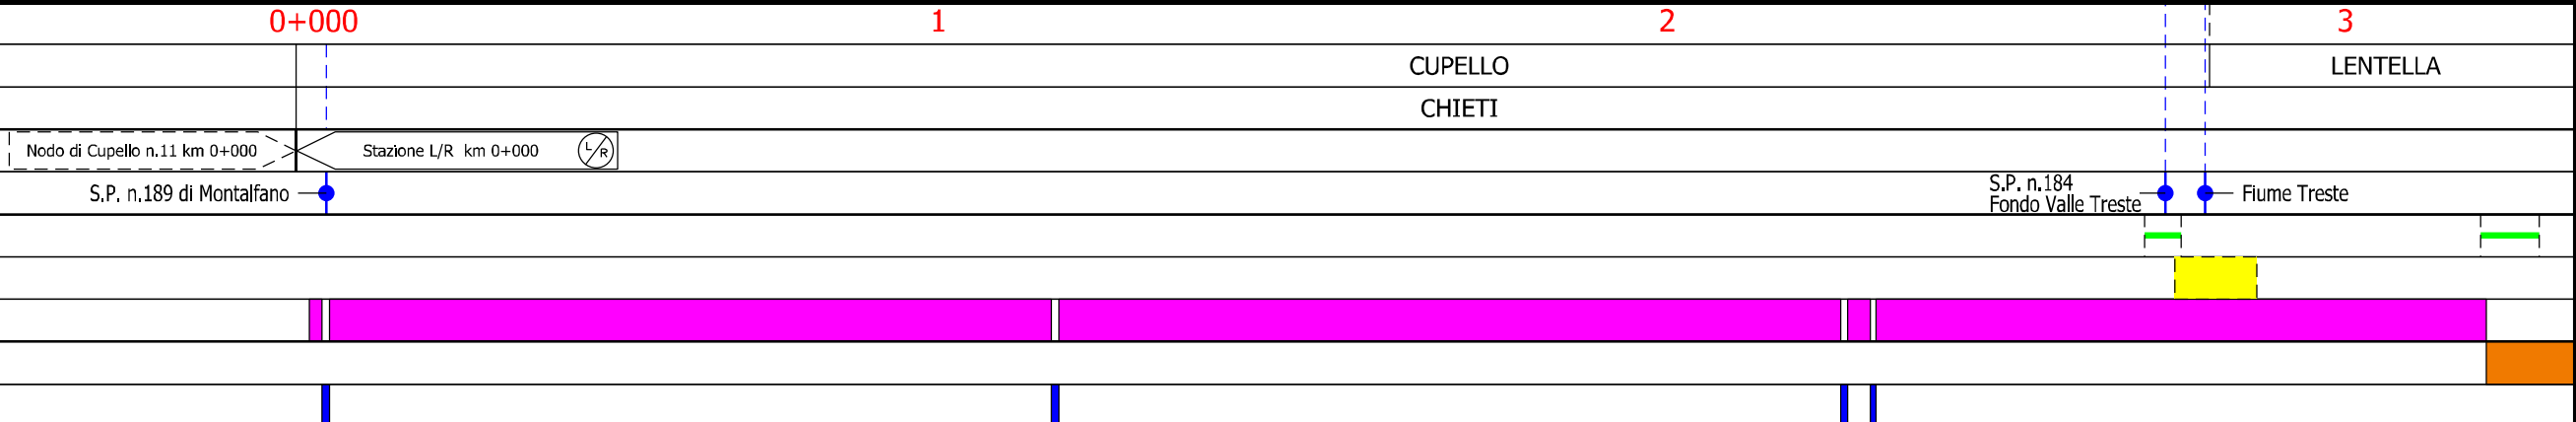 0+000 1 2 3
CUPELLO LENTELLA
CHIETI
Nodo di Cupello n.11 km 0+000 Stazione L/R km 0+000 L/R
S.P. n.189 di Montalfano
S.P. n.184
Fondo Valle Treste
Fiume Treste